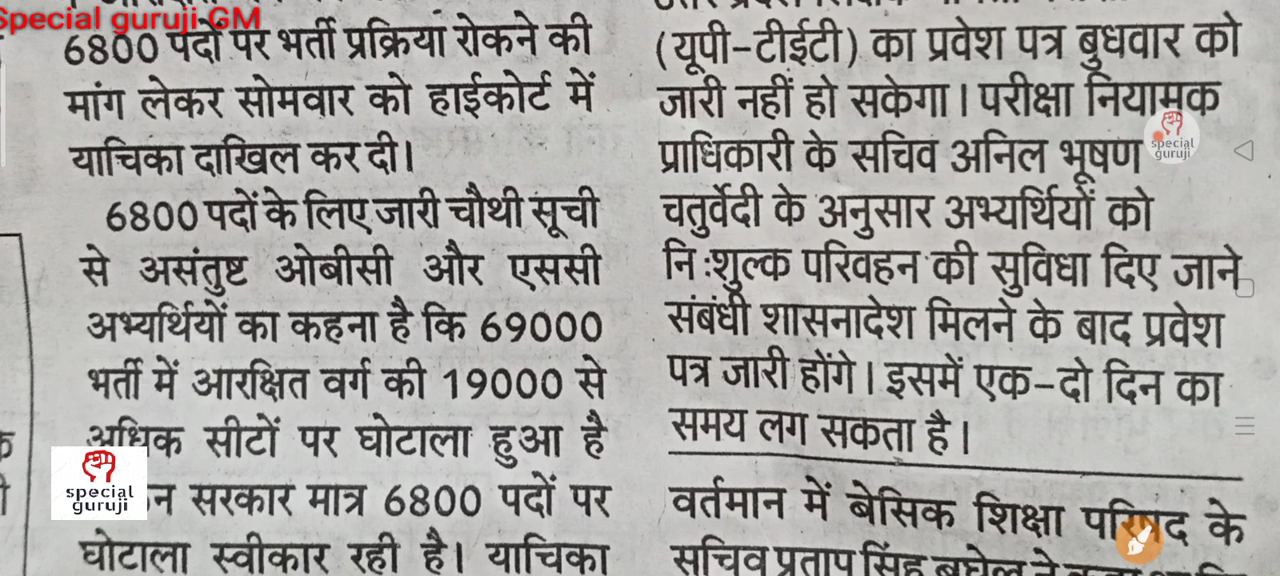 Special guruji GM
6800 पदों पर भर्ती प्रक्रिया रोकने की
मांग लेकर सोमवार को हाईकोर्ट में
याचिका दाखिल कर दी।
6800 पदों के लिए जारी चौथी सूची
से असंतुष्ट ओबीसी और एससी
अभ्यर्थियों का कहना है कि 69000
भर्ती में आरक्षित वर्ग की 19000 से
अधिक सीटों पर घोटाला हुआ है
सरकार मात्र 6800 पदों पर
घोटाला स्वीकार रही है। याचिका
(यूपी-टीईटी) का प्रवेश पत्र बुधवार को
जारी नहीं हो सकेगा। परीक्षा नियामक
प्राधिकारी के सचिव अनिल भूषण
चतुर्वेदी के अनुसार अभ्यर्थियों को
नि:शुल्क परिवहन की सुविधा दिए जाने
संबंधी शासनादेश मिलने के बाद प्रवेश
पत्र जारी होंगे। इसमें एक-दो दिन का
समय लग सकता है।
वर्तमान में बेसिक शिक्षा परिषद के
सचिव प्रताप सिंह बघेल ने
special
guruji
special
guruji